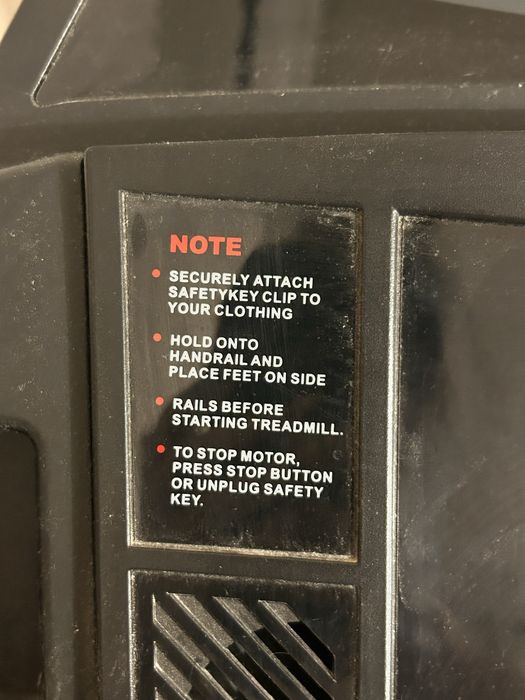 NOTE
• SECURELY ATTACH
SAFETYKEY CLIP TO
YOUR CLOTHING
• HOLD ONTO
HANDRAIL AND
PLACE FEET ON SIDE
• RAILS BEFORE
STARTING TREADMILL.
• TO STOP MOTOR,
PRESS STOP BUTTON
OR UNPLUG SAFETY
KEY.